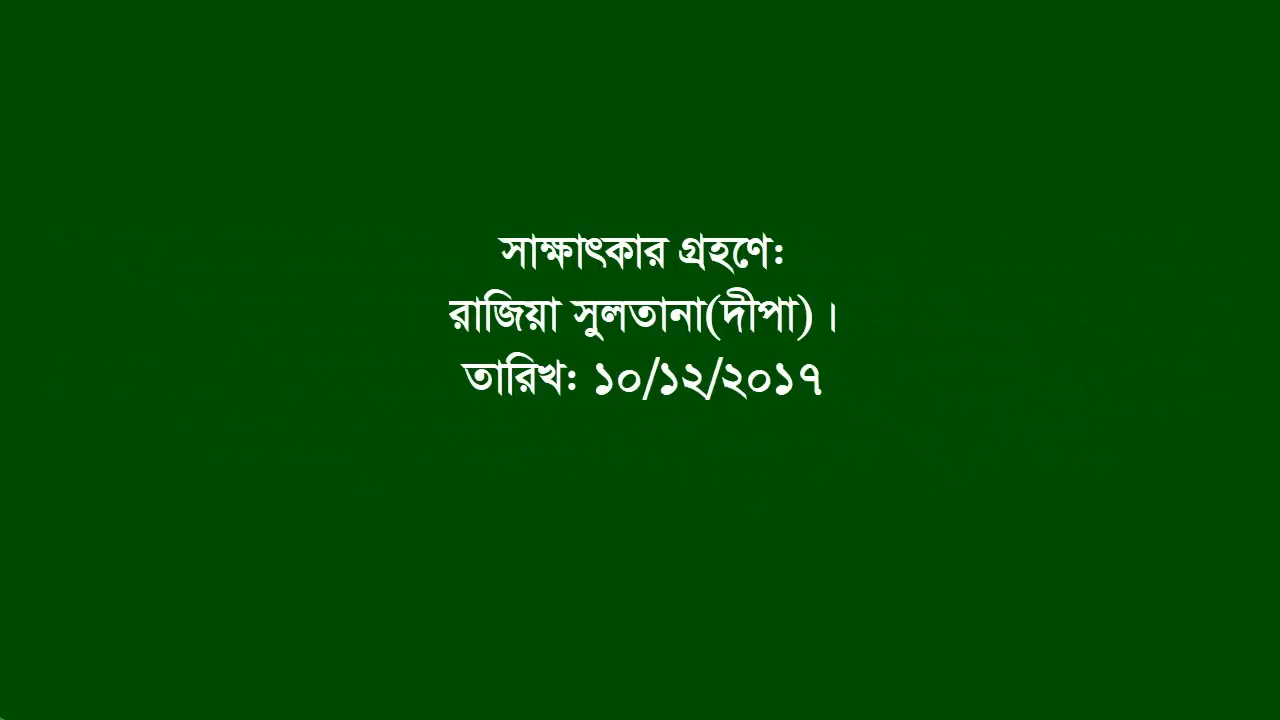 সাক্ষাৎকার গ্রহণে:
রাজিয়া সুলতানা(দীপা)।
তারিখ: ১০/১২/২০১৭